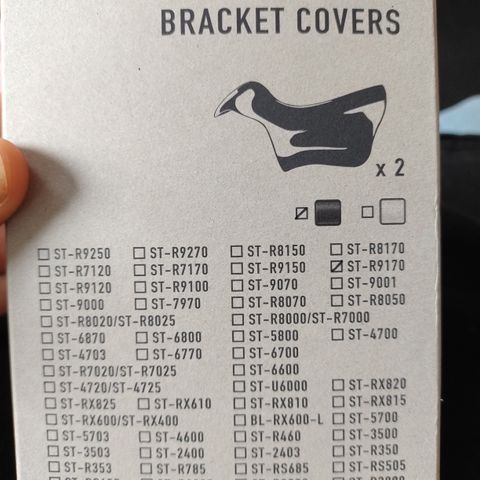 BRACKET COVERS
x 2
ST-R9250 ST-R9270 ST-R8150 ST-R8170
ST-R7120 ST-R7170 ST-R9150 ST-R9170
ST-R9120 ST-R9100 ST-9070 ST-9001
ST-9000 ST-7970 ST-R8070 ST-R8050
ST-R8020/ST-R8025 ST-R8000/ST-R7000
ST-6870 ST-6800 ST-5800 ST-4700
ST-4703 ST-6770 ST-6700
ST-R7020/ST-R7025 ST-6600
ST-4720/ST-4725 ST-U6000 ST-RX820
ST-RX825 ST-RX610 ST-RX810 ST-RX815
ST-RX600/ST-RX400 BL-RX600-L ST-5700
ST-5703 ST-4600 ST-R460 ST-3500
ST-3503 ST-2400 ST-2403 ST-R350
ST-R353 ST-R785 ST-RS685 ST-RS505